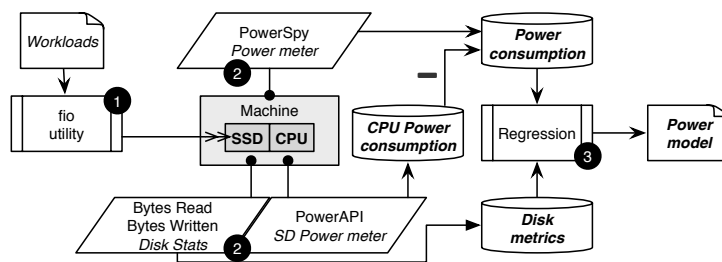 Workloads
PowerSpy
Power meter
Power
consumption
2
1
Machine
fio
utility
SSD
CPU
CPU Power
consumption
Regression
Power
model
3
Bytes Read
Bytes Written
Disk Stats
PowerAPI
SD Power meter
2
Disk
metrics